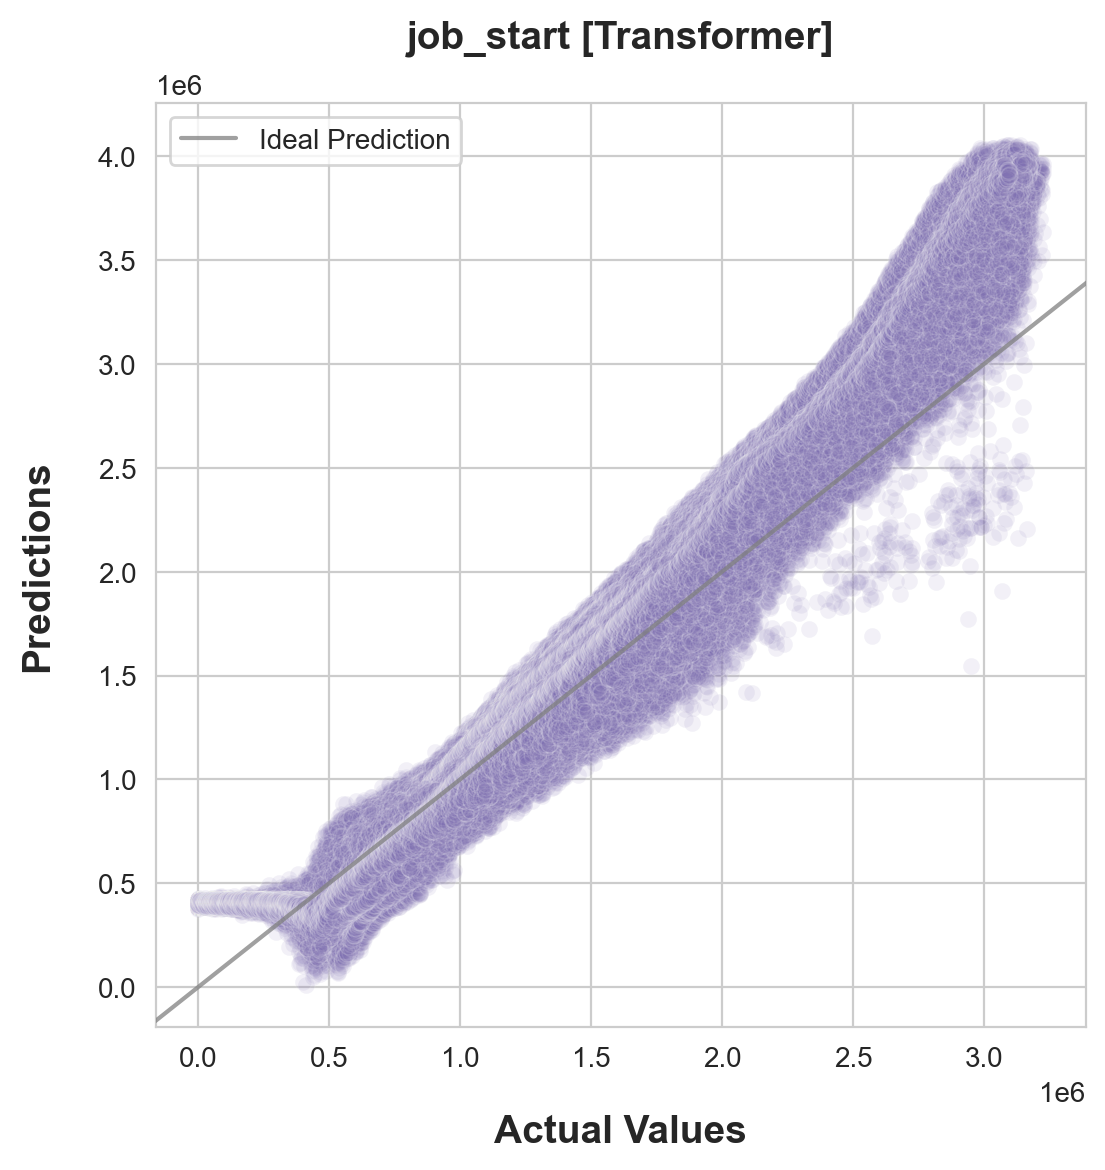 job_start [Transformer]
1e6
Ideal Prediction
4.0
3.5
3.0
2.5
2.0
1.5
1.0
0.5
0.0
Predictions
0.0 0.5 1.0 1.5 2.0 2.5 3.0
1e6
Actual Values